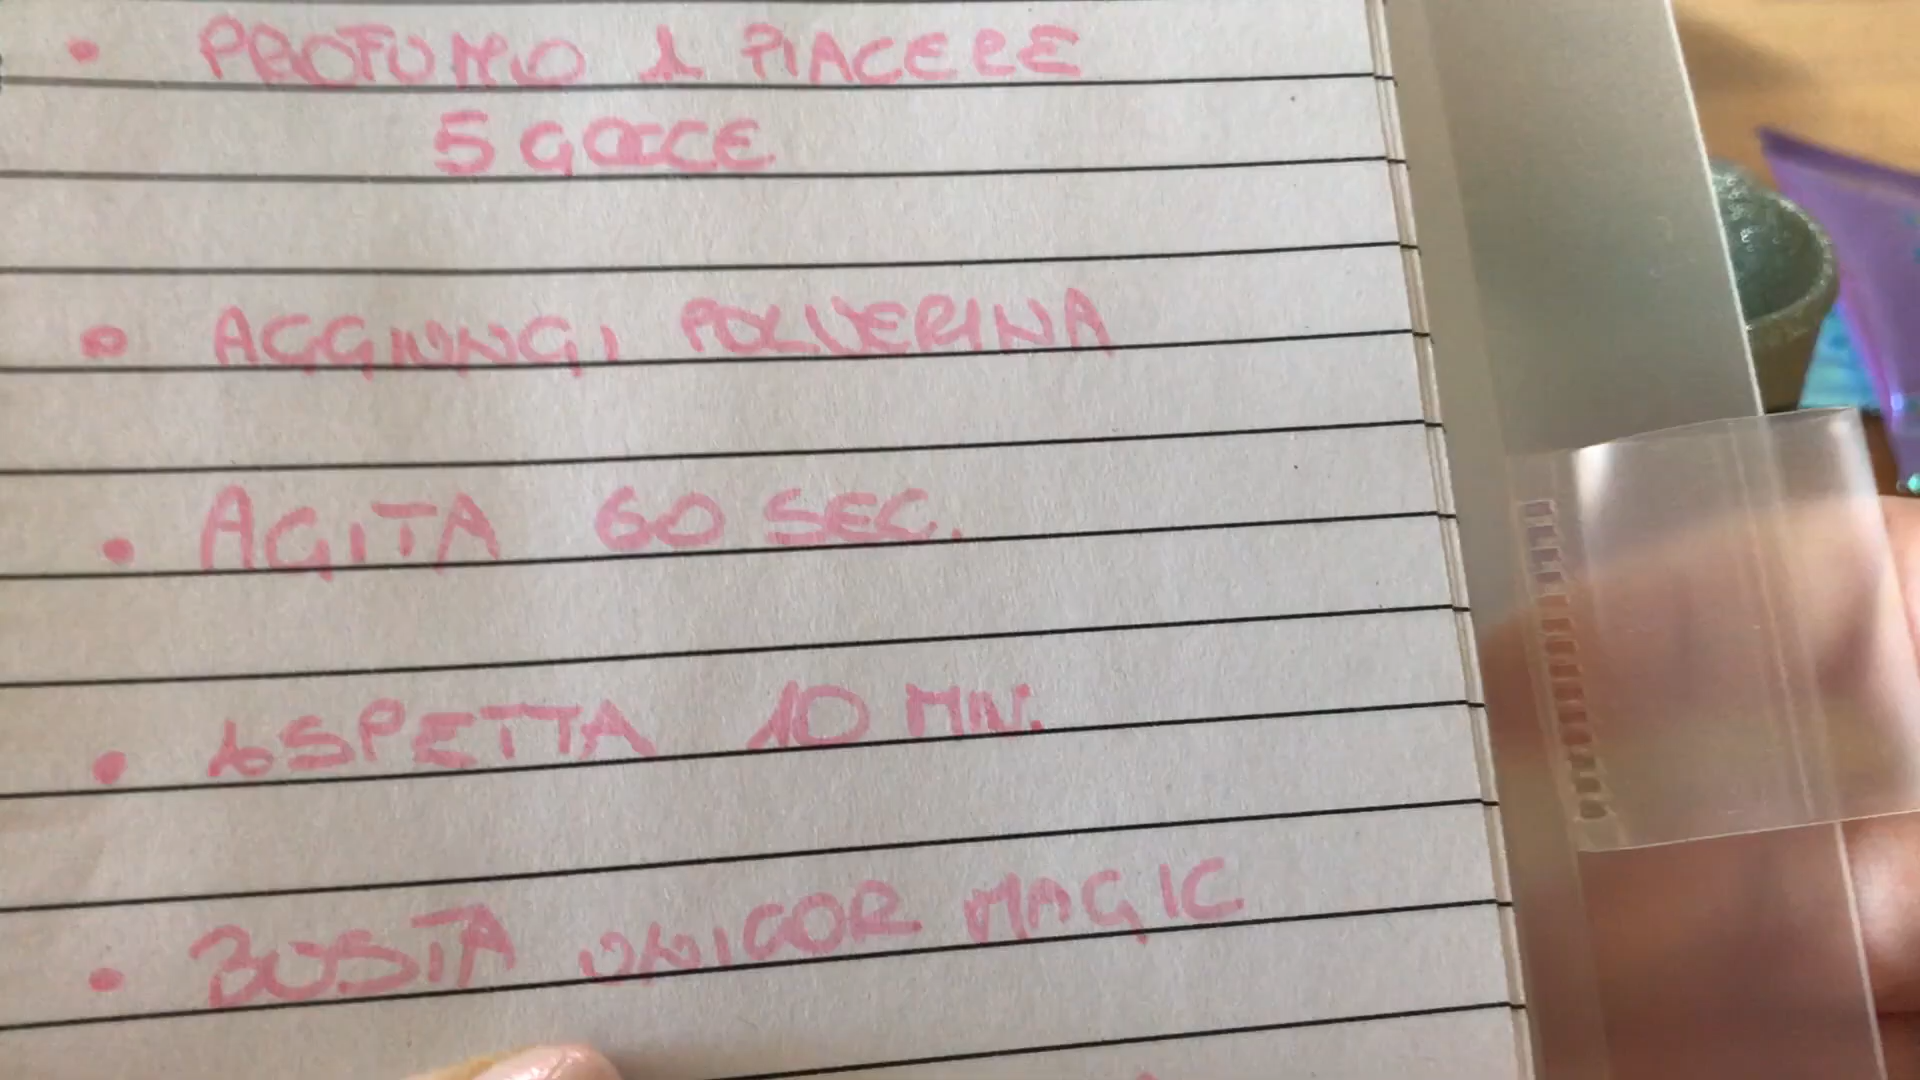 • PROFUMO A PIACERE
5 GOCCE
• AGGIUNGI POLVERINA
• AGITA 60 SEC.
• ASPETTA 10 MIN.
• BUSTA UNICOR MAGIC